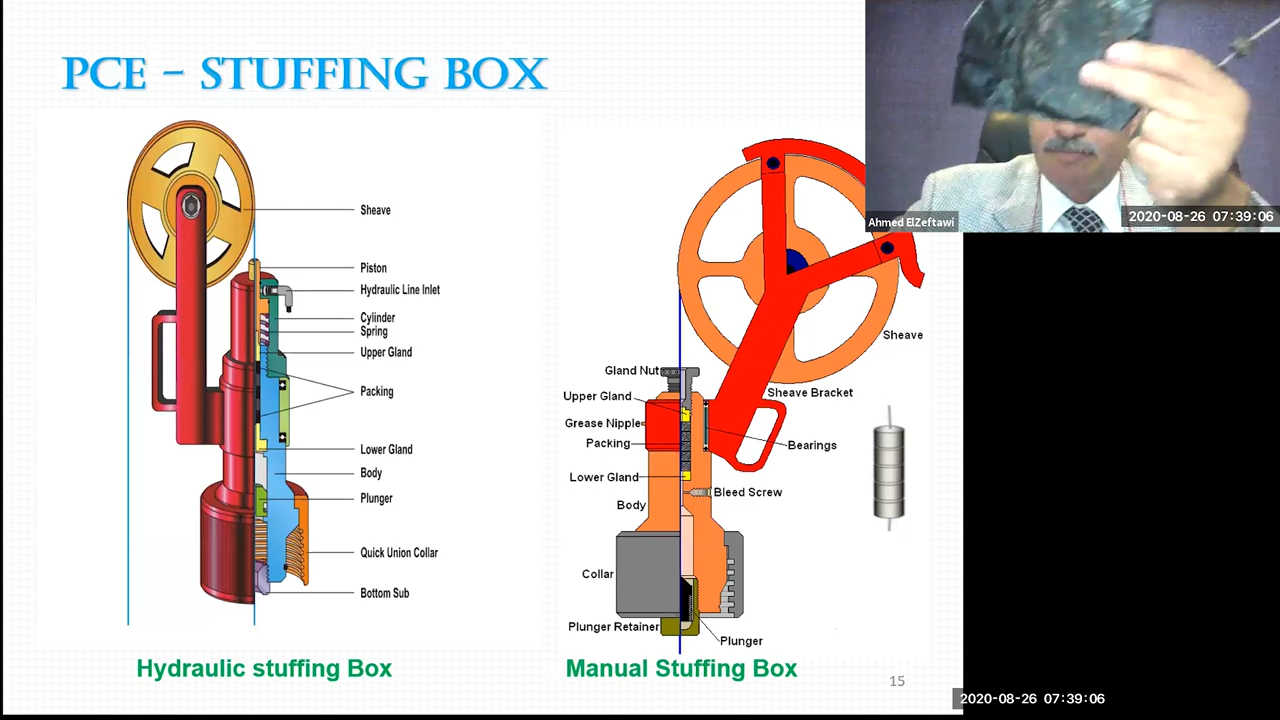 PCE – STUFFING BOX
Sheave
Piston
Hydraulic Line Inlet
Cylinder
Spring
Upper Gland
Packing
Lower Gland
Body
Plunger
Quick Union Collar
Bottom Sub
Hydraulic stuffing Box
Sheave
Gland Nut
Sheave Bracket
Upper Gland
Grease Nipple
Packing
Bearings
Lower Gland
Bleed Screw
Body
Collar
Plunger Retainer
Plunger
Manual Stuffing Box
15
Ahmed ElZeftawi
2020-08-26 07:39:06
2020-08-26 07:39:06